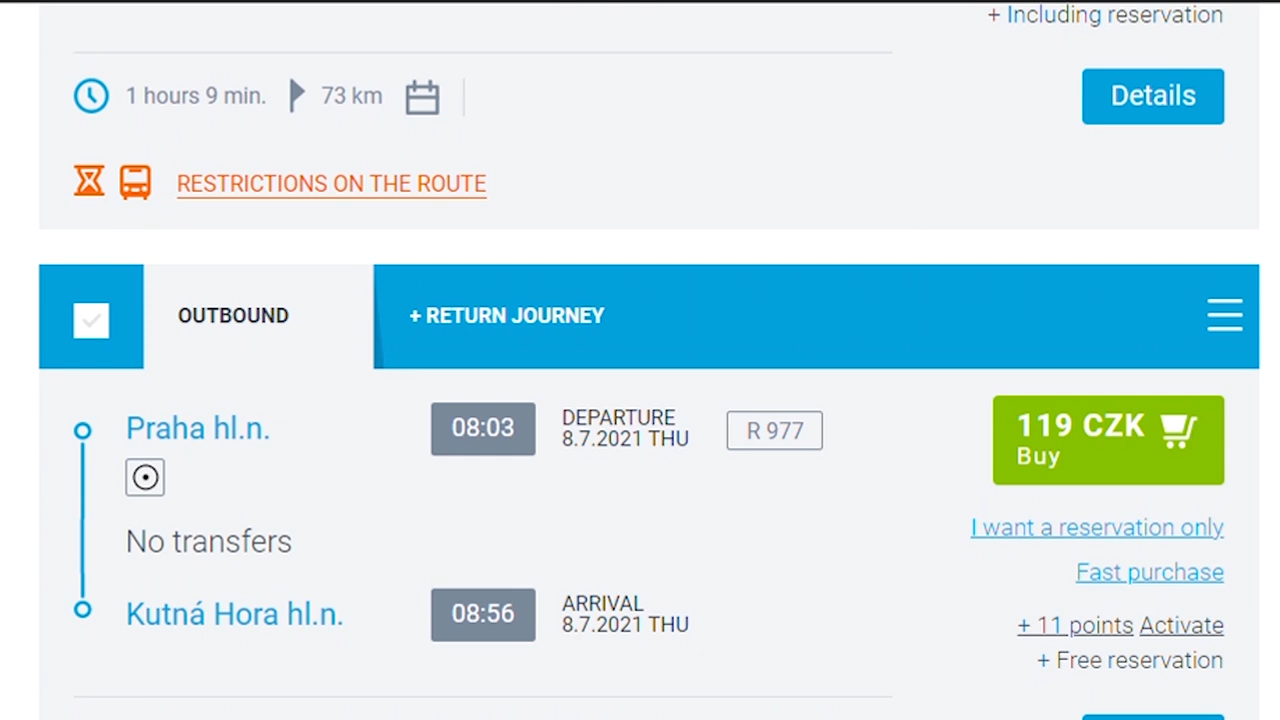 + Including reservation
1 hours 9 min. 73 km
Details
RESTRICTIONS ON THE ROUTE
OUTBOUND
+ RETURN JOURNEY
Praha hl.n.
08:03
DEPARTURE
8.7.2021 THU
R 977
119 CZK
Buy
I want a reservation only
No transfers
Fast purchase
Kutná Hora hl.n.
08:56
ARRIVAL
8.7.2021 THU
+ 11 points Activate
+ Free reservation